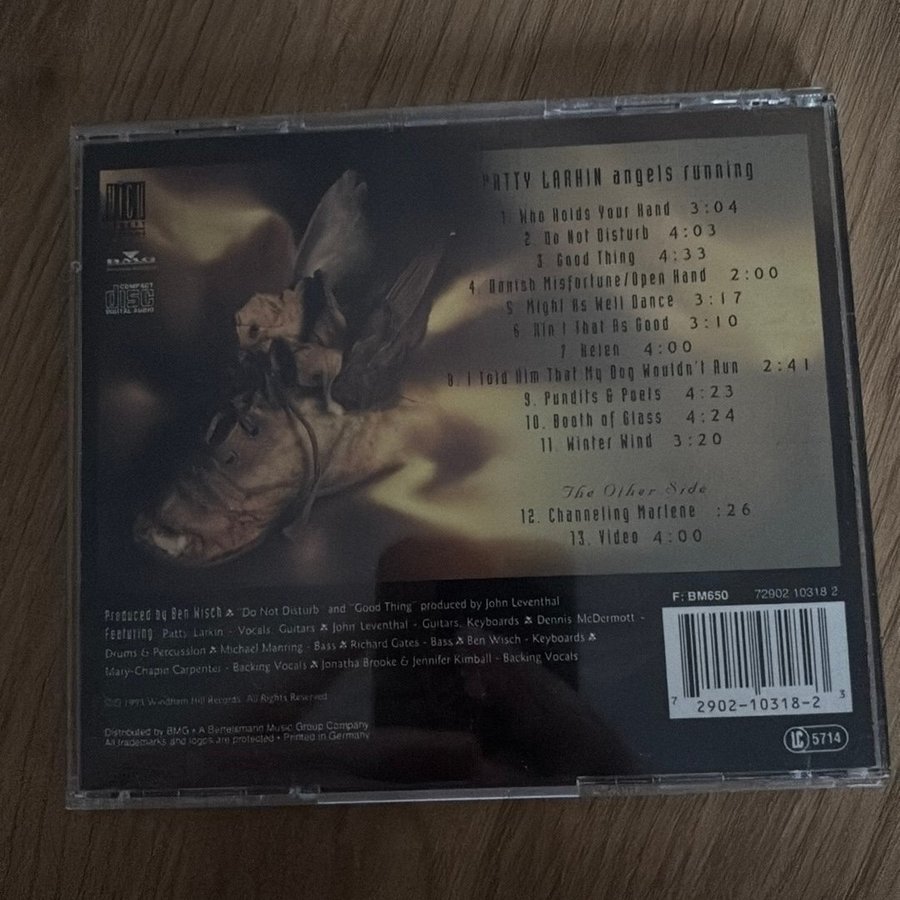 HIGH
BMG
COMPACT
disc
DIGITAL AUDIO
PATTY LARKIN angels running
1. Who Holds Your Hand 3:04
2. Do Not Disturb 4:03
3. Good Thing 4:33
4. Banish Misfortune/Open Hand 2:00
5. Might As Well Dance 3:17
6. Ain't That As Good 3:10
7. Helen 4:00
8. I Told Him That My Dog Wouldn't Run 2:41
9. Pundits & Poets 4:23
10. Booth of Glass 4:24
11. Winter Wind 3:20
The Other Side
12. Channeling Marlene :26
13. Video 4:00
Produced by Ben Wisch "Do Not Disturb" and "Good Thing" produced by John Leventhal
Featuring: Patty Larkin - Vocals, Guitars John Leventhal - Guitars, Keyboards Dennis McDermott -
Drums & Percussion Michael Manring - Bass Richard Gates - Bass Ben Wisch - Keyboards
Mary-Chapin Carpenter - Backing Vocals Jonatha Brooke & Jennifer Kimball - Backing Vocals
℗© 1993 Windham Hill Records. All Rights Reserved
Distributed by BMG • A Bertelsmann Music Group Company
All trademarks and logos are protected • Printed in Germany
F: BM650 72902 10318 2
7 2902-10318-2 3
LC 5714